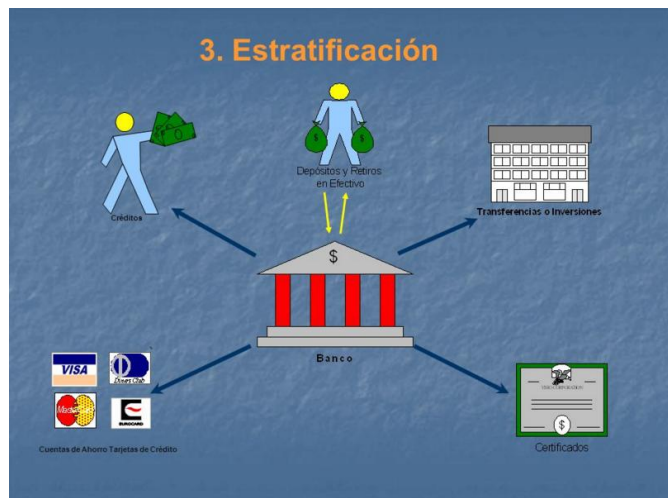 3. Estratificación
Depósitos y Retiros
en Efectivo
Créditos
Transferencias o Inversiones
$
$
$
Banco
VISA
Diners Club
MasterCard
EUROCARD
Cuentas de Ahorro Tarjetas de Crédito
$
Certificados